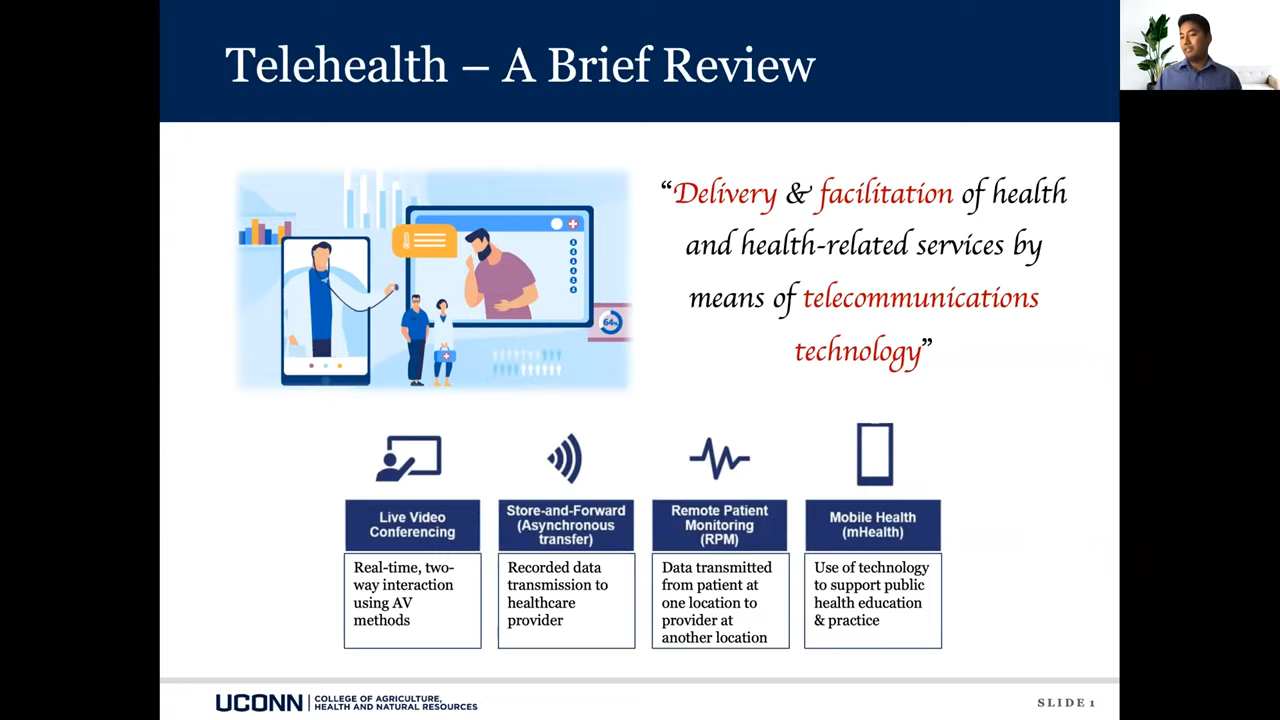 Telehealth – A Brief Review
“Delivery & facilitation of health
and health-related services by
means of telecommunications
technology”
64%
Live Video
Conferencing
Real-time, two-
way interaction
using AV
methods
Store-and-Forward
(Asynchronous
transfer)
Recorded data
transmission to
healthcare
provider
Remote Patient
Monitoring
(RPM)
Data transmitted
from patient at
one location to
provider at
another location
Mobile Health
(mHealth)
Use of technology
to support public
health education
& practice
UCONN
COLLEGE OF AGRICULTURE,
HEALTH AND NATURAL RESOURCES
SLIDE 1